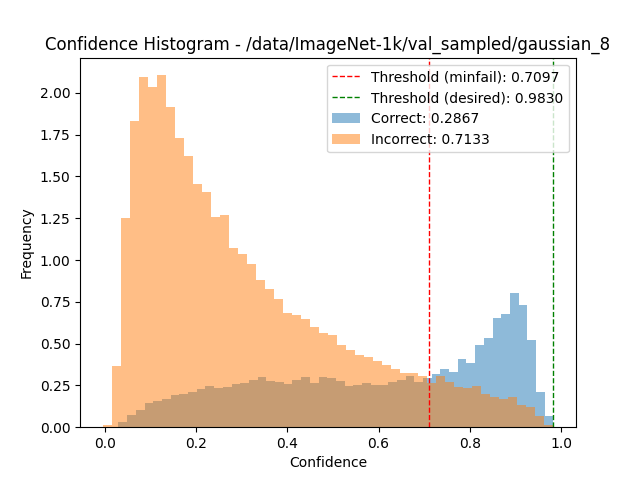 Confidence Histogram - /data/ImageNet-1k/val_sampled/gaussian_8
Threshold (minfail): 0.7097
Threshold (desired): 0.9830
Correct: 0.2867
Incorrect: 0.7133
2.00
1.75
1.50
1.25
1.00
0.75
0.50
0.25
0.00
Frequency
0.0 0.2 0.4 0.6 0.8 1.0
Confidence